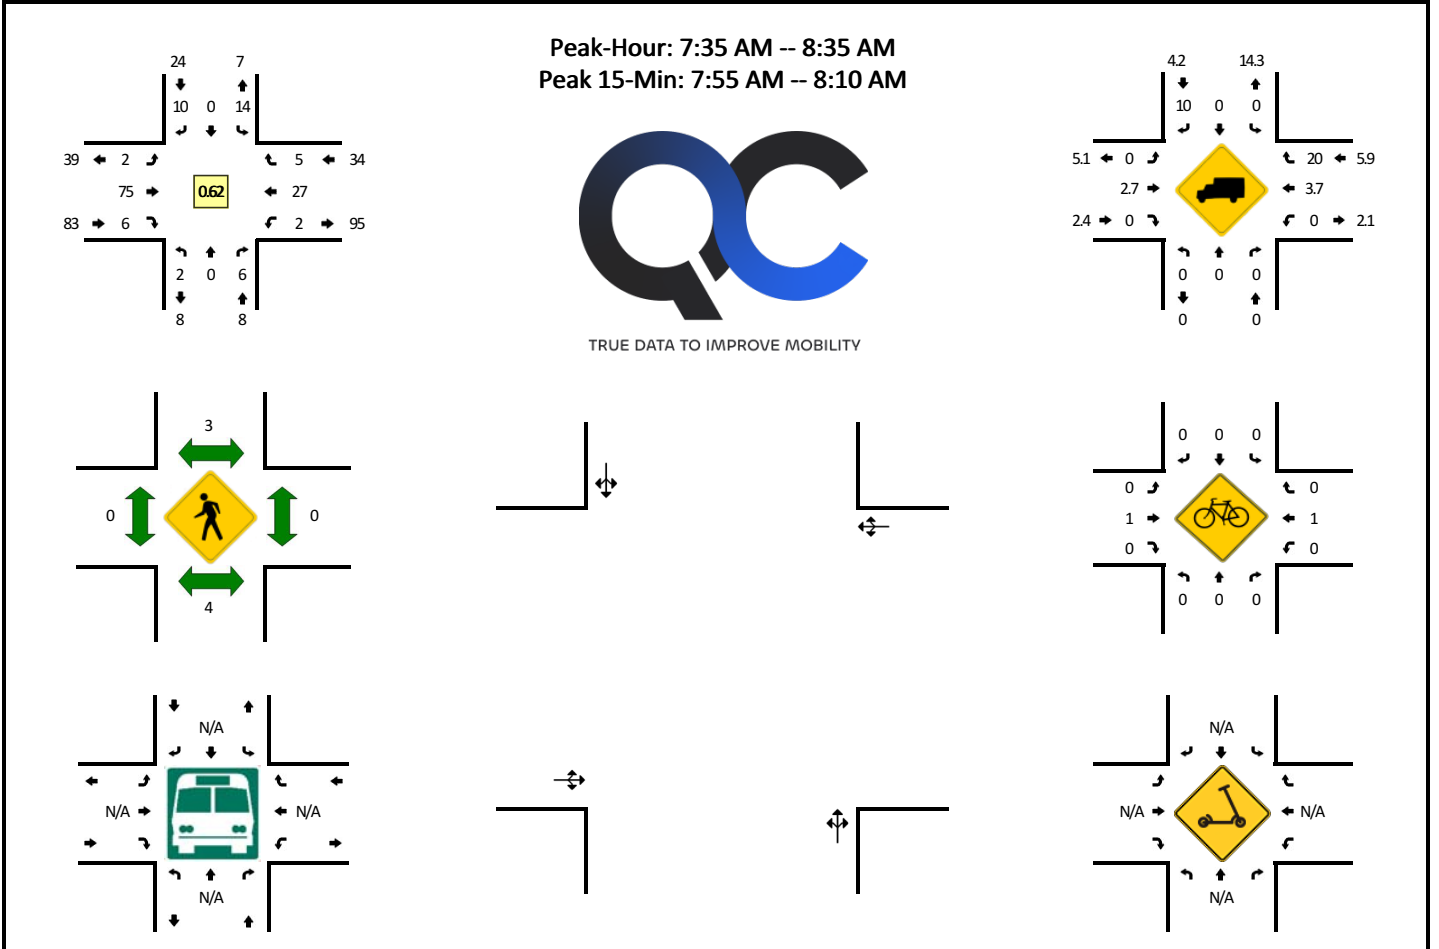 Peak-Hour: 7:35 AM -- 8:35 AM
Peak 15-Min: 7:55 AM -- 8:10 AM
24 7
10 0 14
39 2 5 34
75 0.62 27
83 6 2 95
2 0 6
8 8
TRUE DATA TO IMPROVE MOBILITY
4.2 14.3
10 0 0
5.1 0 20 5.9
2.7 3.7
2.4 0 0 2.1
0 0 0
0 0
3
0 0
4
0 0 0
0 0
1 1
0 0
0 0 0
N/A
N/A N/A
N/A
N/A
N/A N/A
N/A